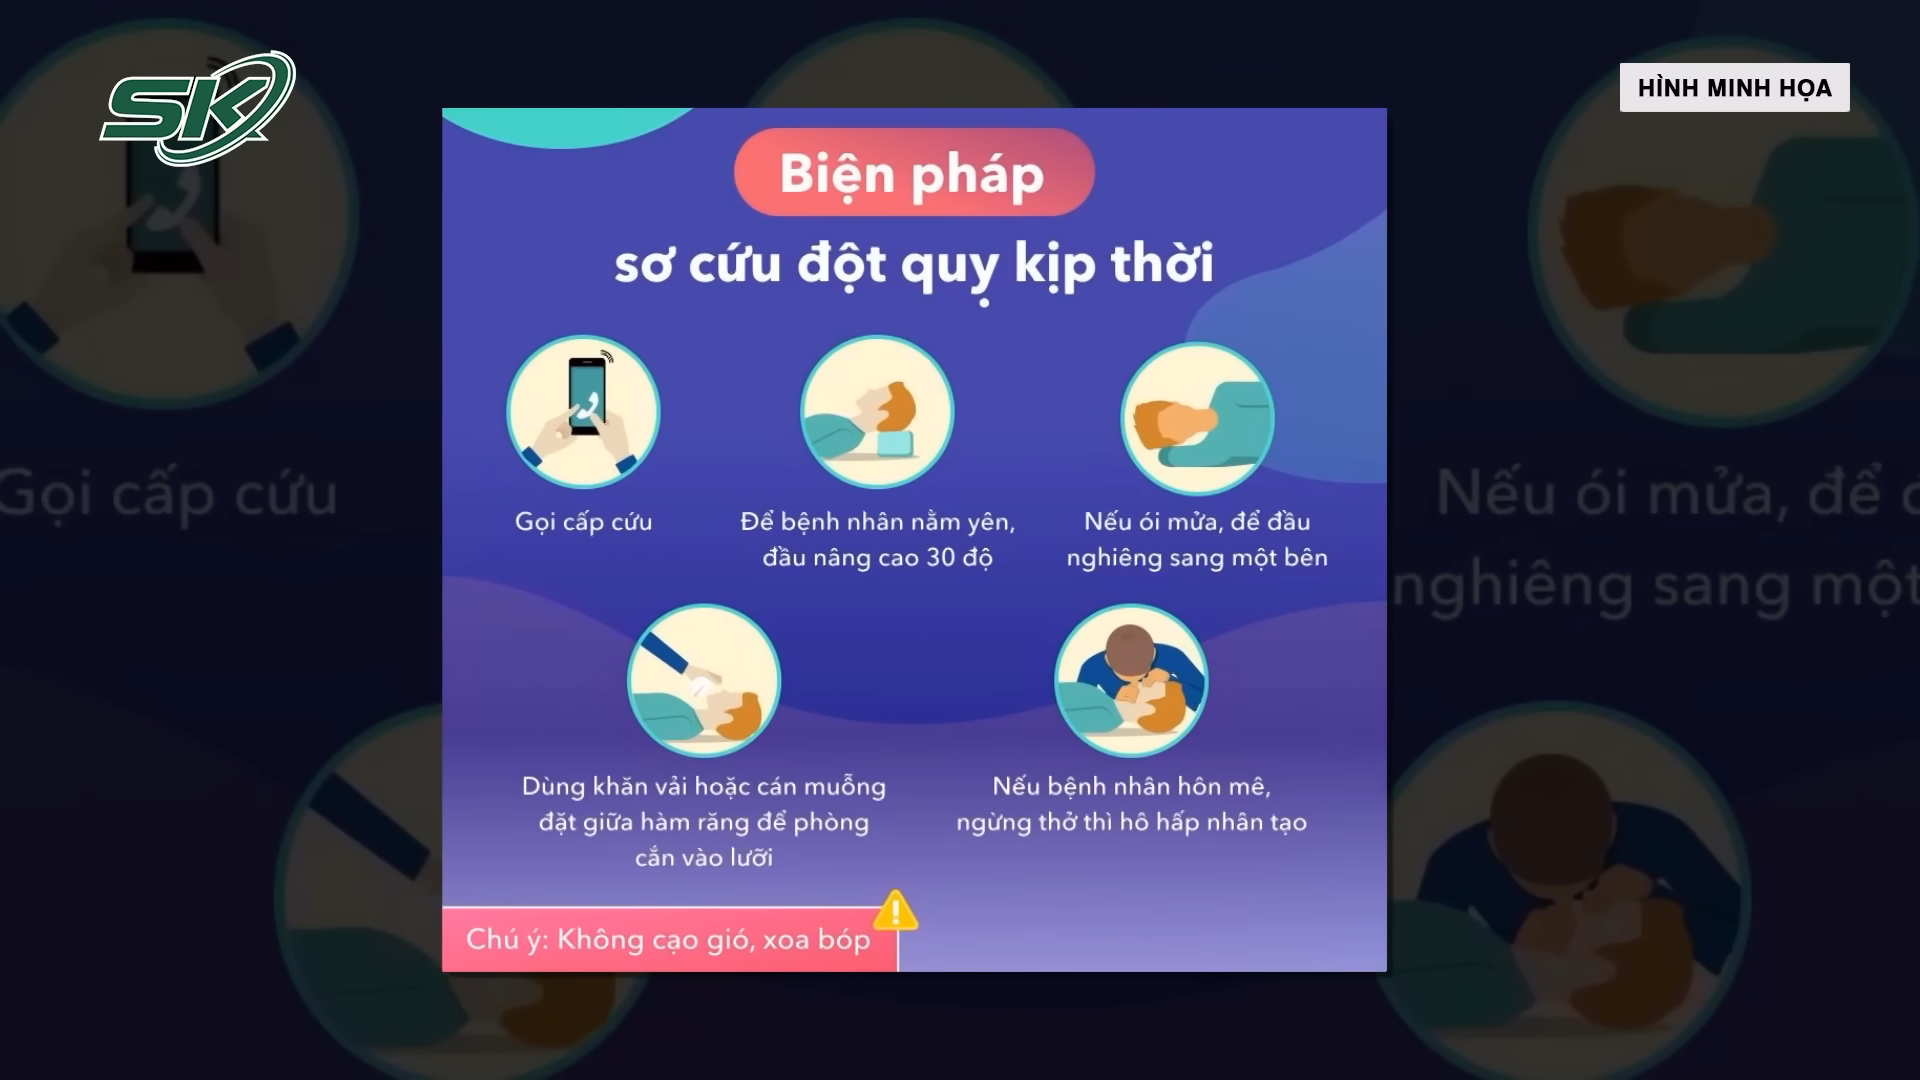 SK
HÌNH MINH HỌA
Biện pháp
sơ cứu đột quỵ kịp thời
Gọi cấp cứu
Để bệnh nhân nằm yên,
đầu nâng cao 30 độ
Nếu ói mửa, để đầu
nghiêng sang một bên
Dùng khăn vải hoặc cán muỗng
đặt giữa hàm răng để phòng
cắn vào lưỡi
Nếu bệnh nhân hôn mê,
ngừng thở thì hô hấp nhân tạo
Chú ý: Không cạo gió, xoa bóp
Gọi cấp cứu
Nếu ói mửa, để
nghiêng sang một